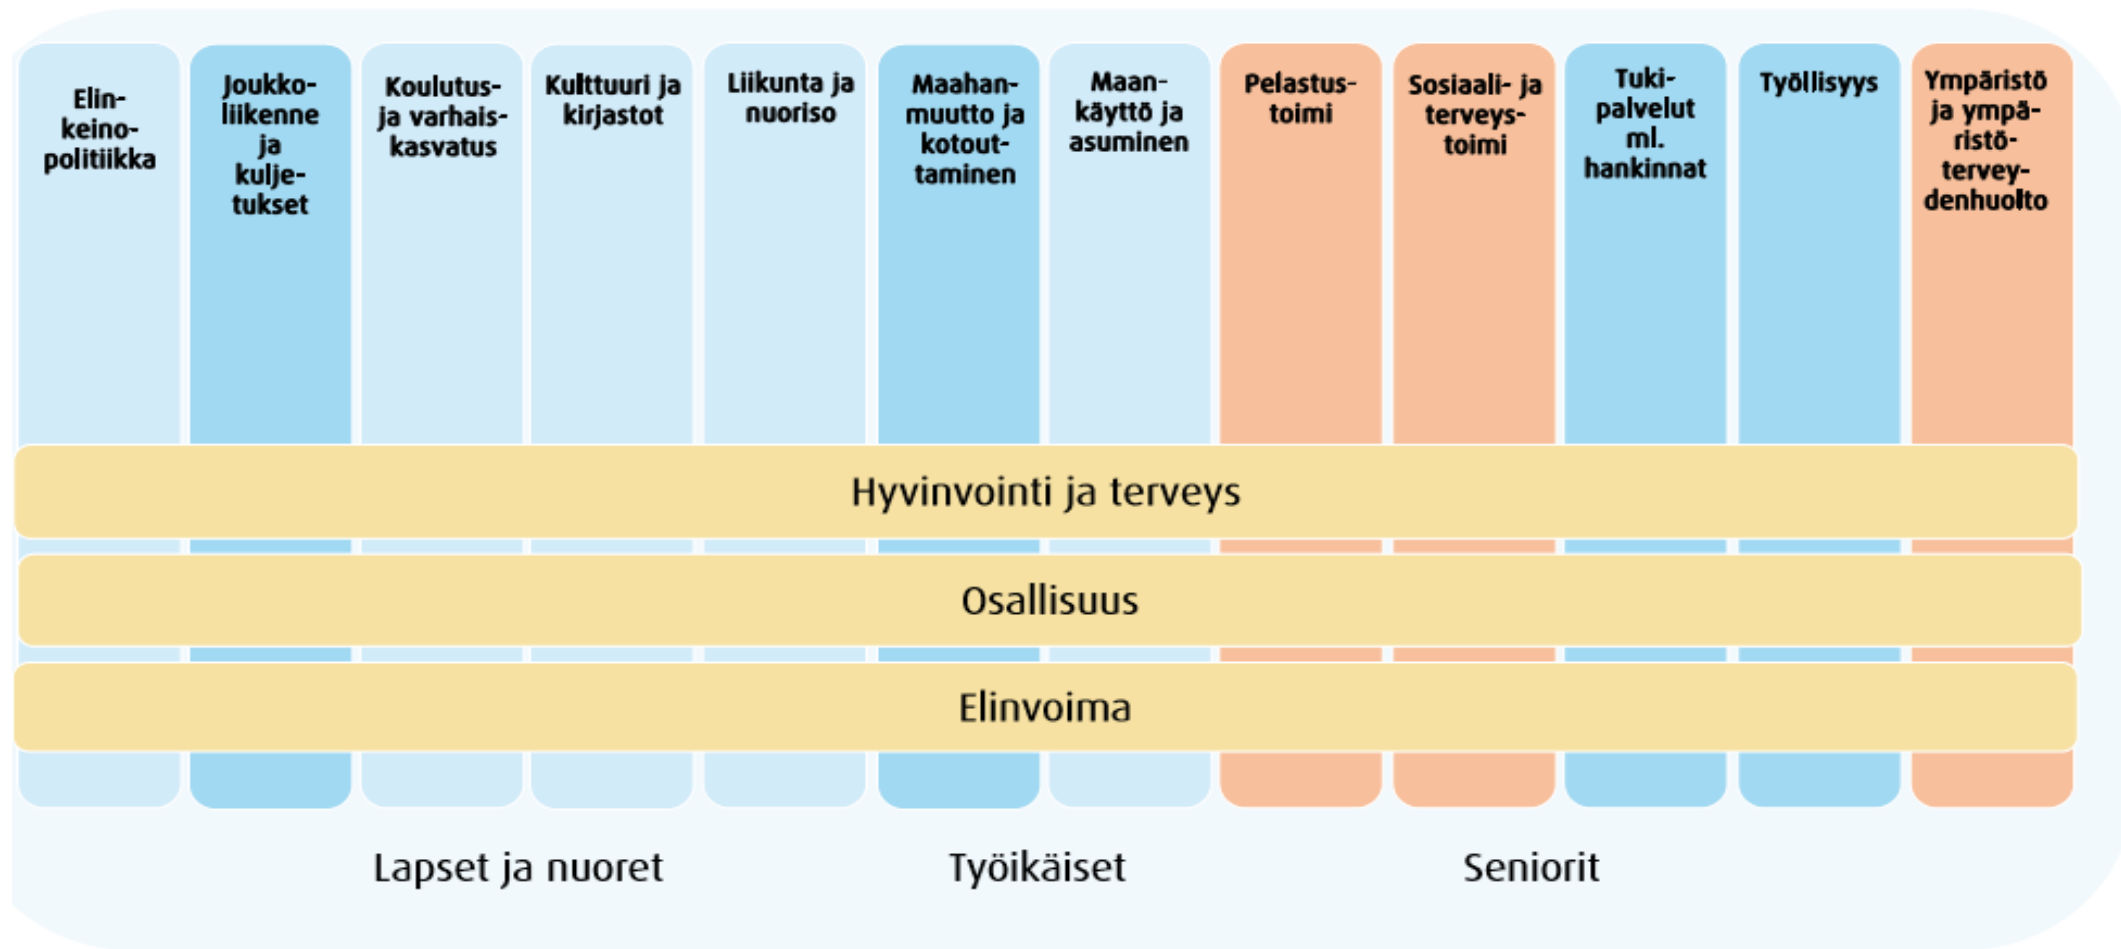 Elin-
keino-
politiikka
Joukko-
liikenne
ja
kulje-
tukset
Koulutus-
ja varhais-
kasvatus
Kulttuuri ja
kirjastot
Liikunta ja
nuoriso
Maahan-
muutto ja
kotout-
taminen
Maan-
käyttö ja
asuminen
Pelastus-
toimi
Sosiaali- ja
terveys-
toimi
Tuki-
palvelut
ml.
hankinnat
Työllisyys
Ympäristö
ja ympä-
ristö-
tervey-
denhuolto
Hyvinvointi ja terveys
Osallisuus
Elinvoima
Lapset ja nuoret
Työikäiset
Seniorit